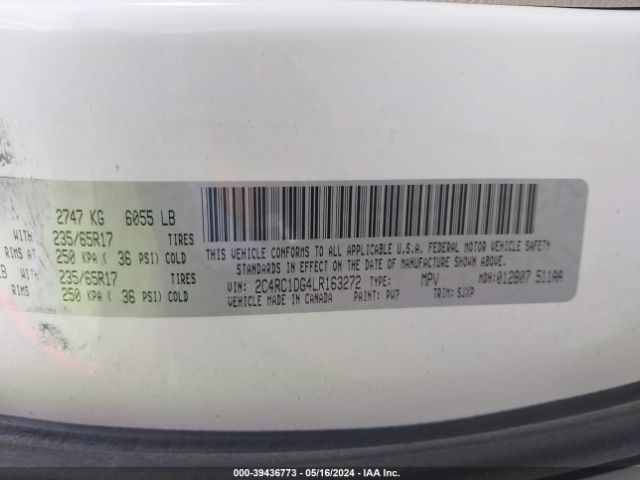 2747 KG 6055 LB
WITH 235/65R17 TIRES
RIMS AT 250 KPA ( 36 PSI) COLD
LB WITH 235/65R17 TIRES
RIMS 250 KPA ( 36 PSI) COLD
THIS VEHICLE CONFORMS TO ALL APPLICABLE U.S.A. FEDERAL MOTOR VEHICLE SAFETY
STANDARDS IN EFFECT ON THE DATE OF MANUFACTURE SHOWN ABOVE.
VIN: 2C4RC1DG4LR163272 TYPE: MPV MDH:012807 511AA
VEHICLE MADE IN CANADA PAINT: PW7 TRIM: SJXP
000-39436773 - 05/16/2024 - IAA Inc.